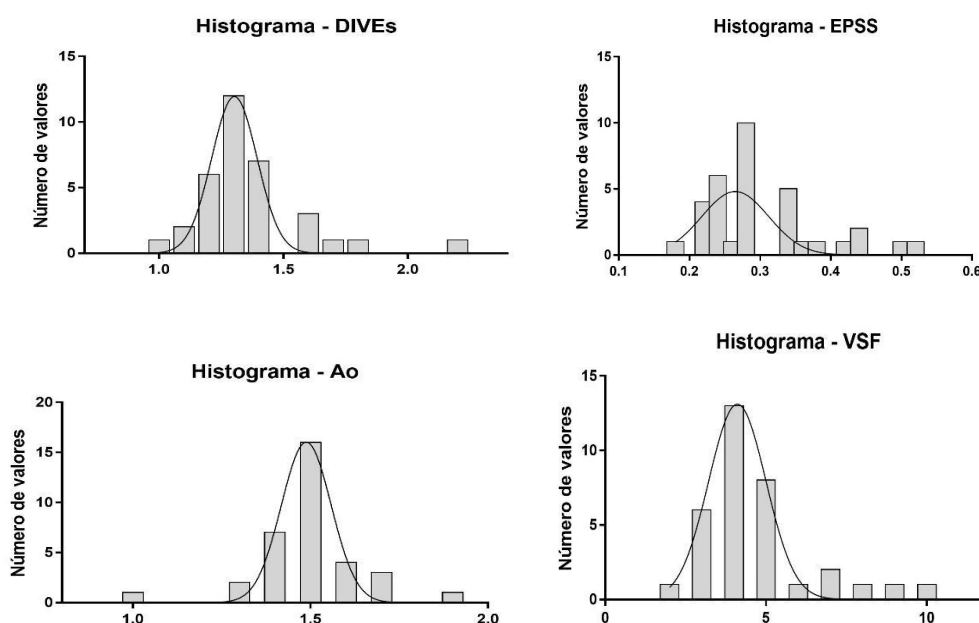 Histograma - DIVEs
Número de valores
15
10
5
0
1.0 1.5 2.0
Histograma - EPSS
Número de valores
15
10
5
0
0.1 0.2 0.3 0.4 0.5 0.6
Histograma - Ao
Número de valores
20
15
10
5
0
1.0 1.5 2.0
Histograma - VSF
Número de valores
15
10
5
0
0 5 10